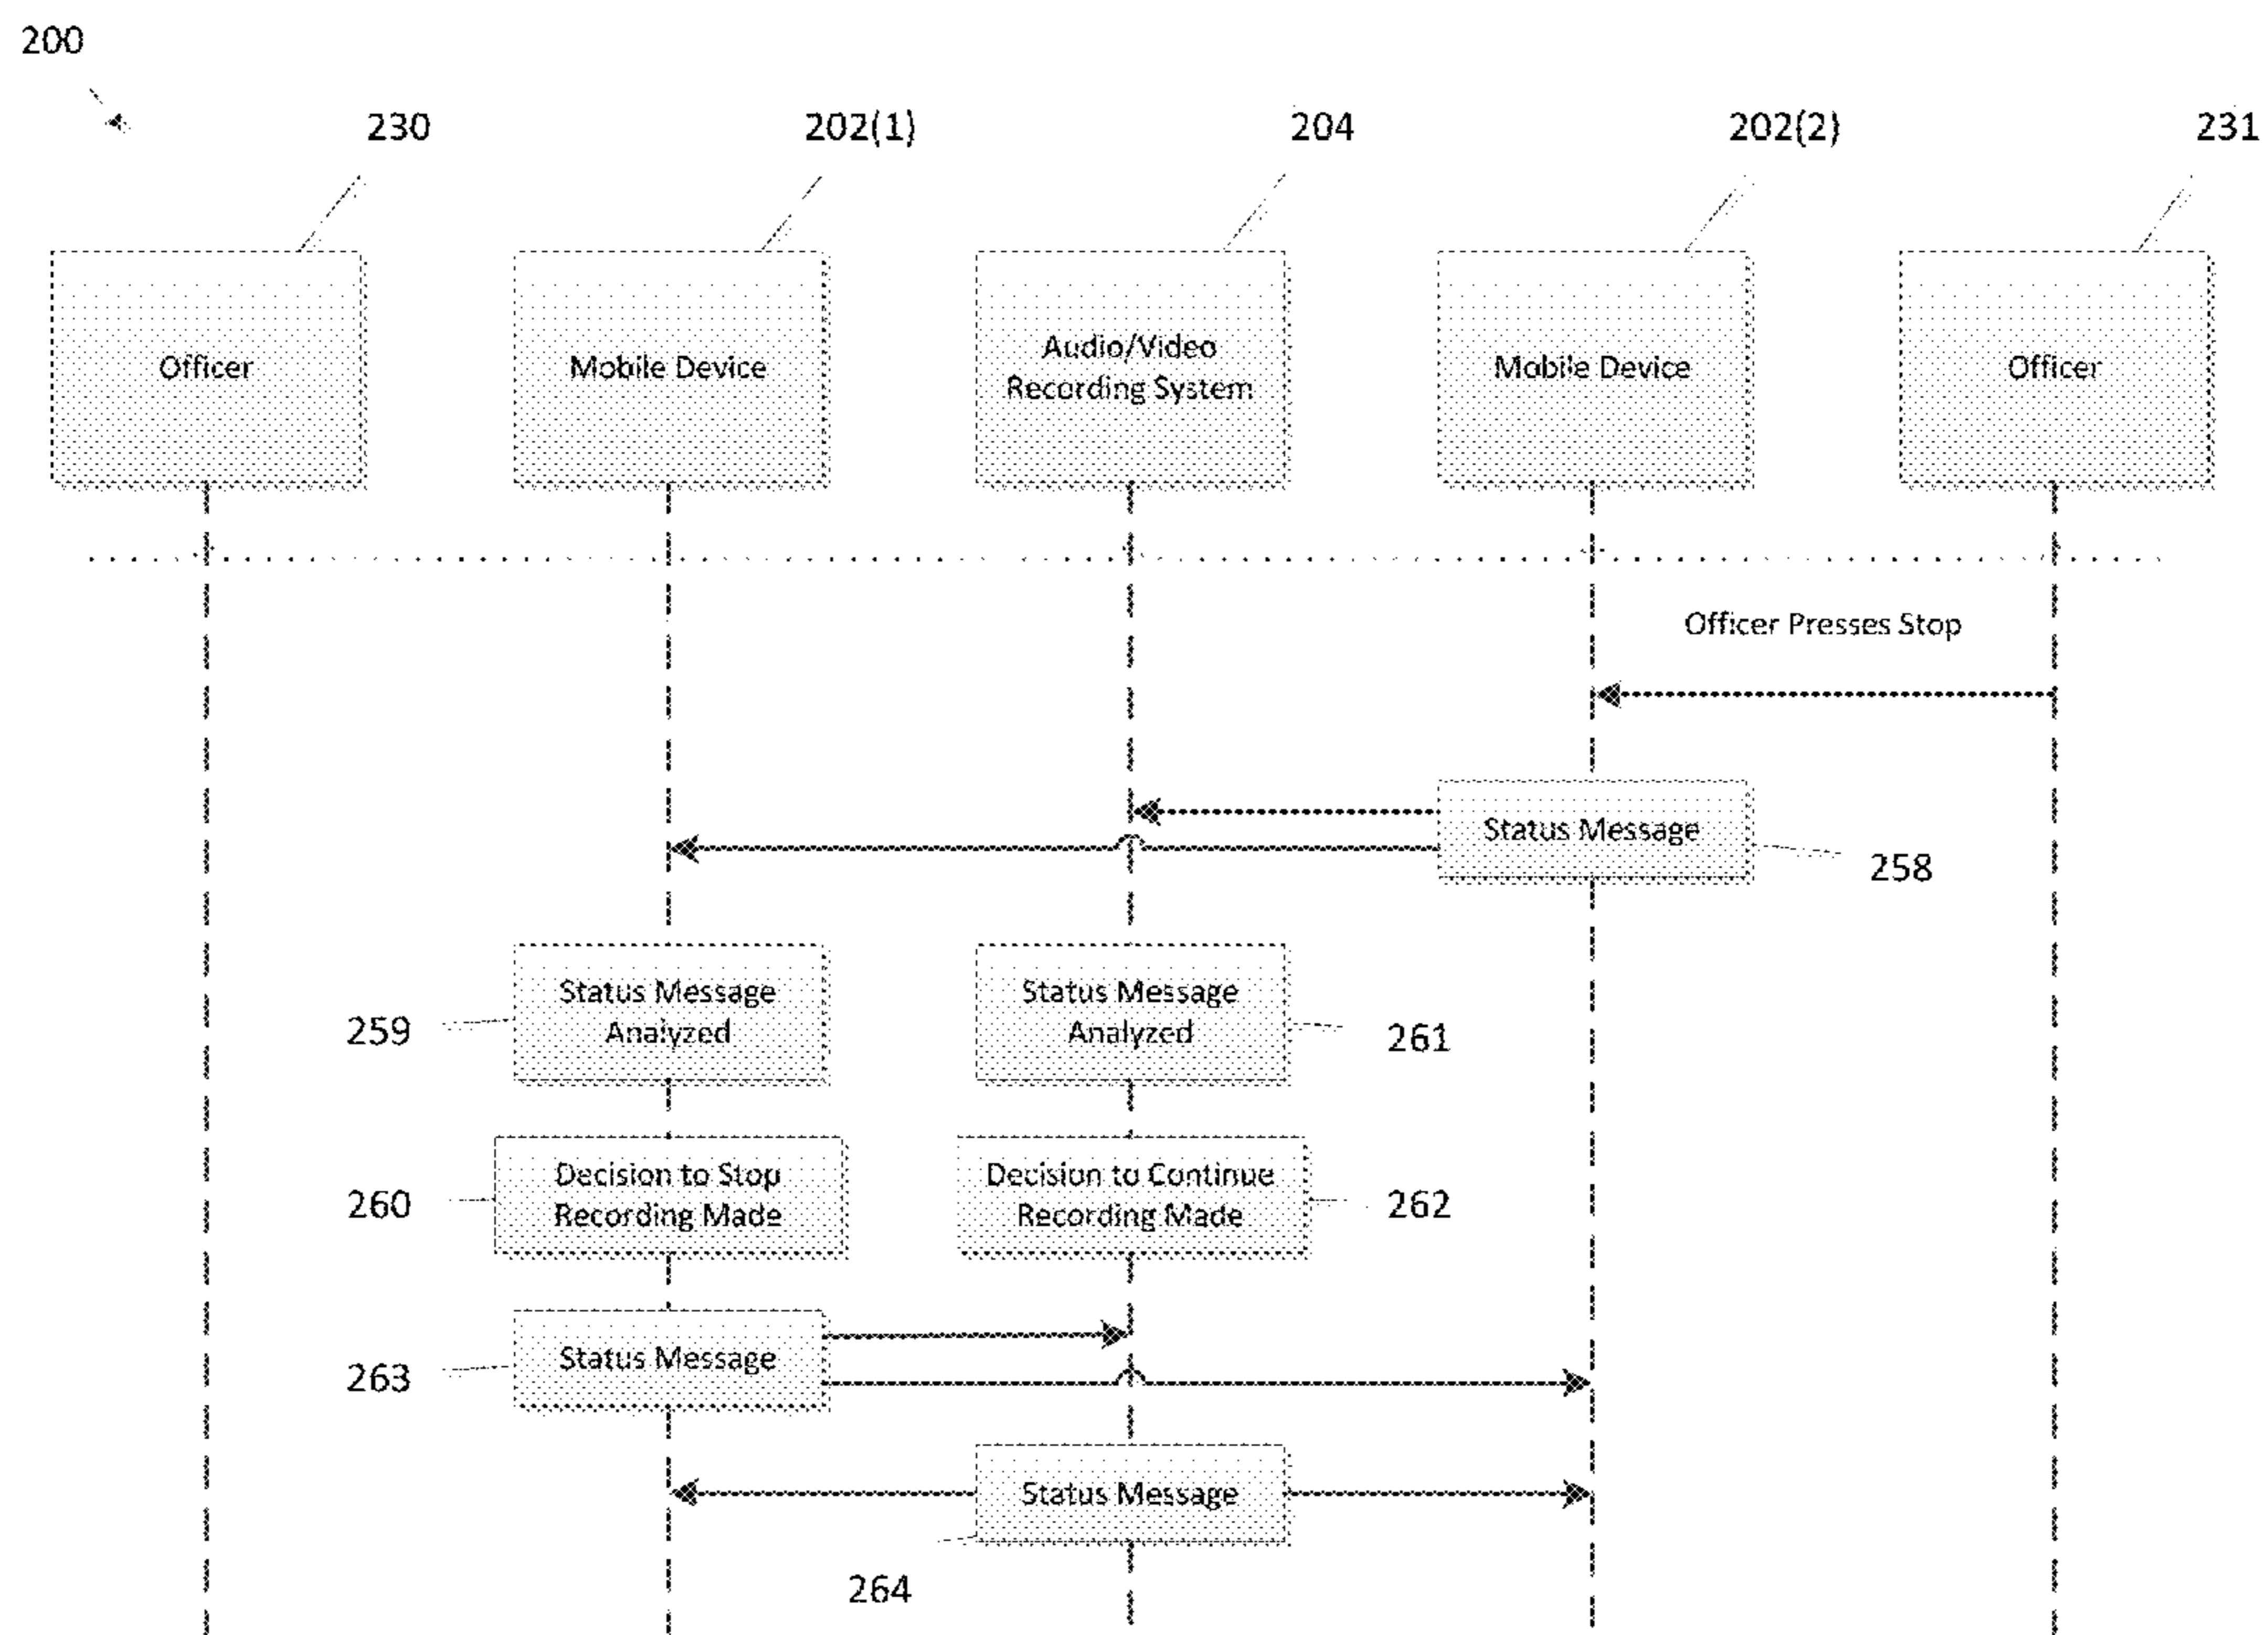 200
230
202(1)
204
202(2)
231
Officer
Mobile Device
Audio/Video
Recording System
Mobile Device
Officer
Officer Presses Stop
Status Message
258
Status Message
Analyzed
259
Status Message
Analyzed
261
Decision to Stop
Recording Made
260
Decision to Continue
Recording Made
262
Status Message
263
Status Message
264